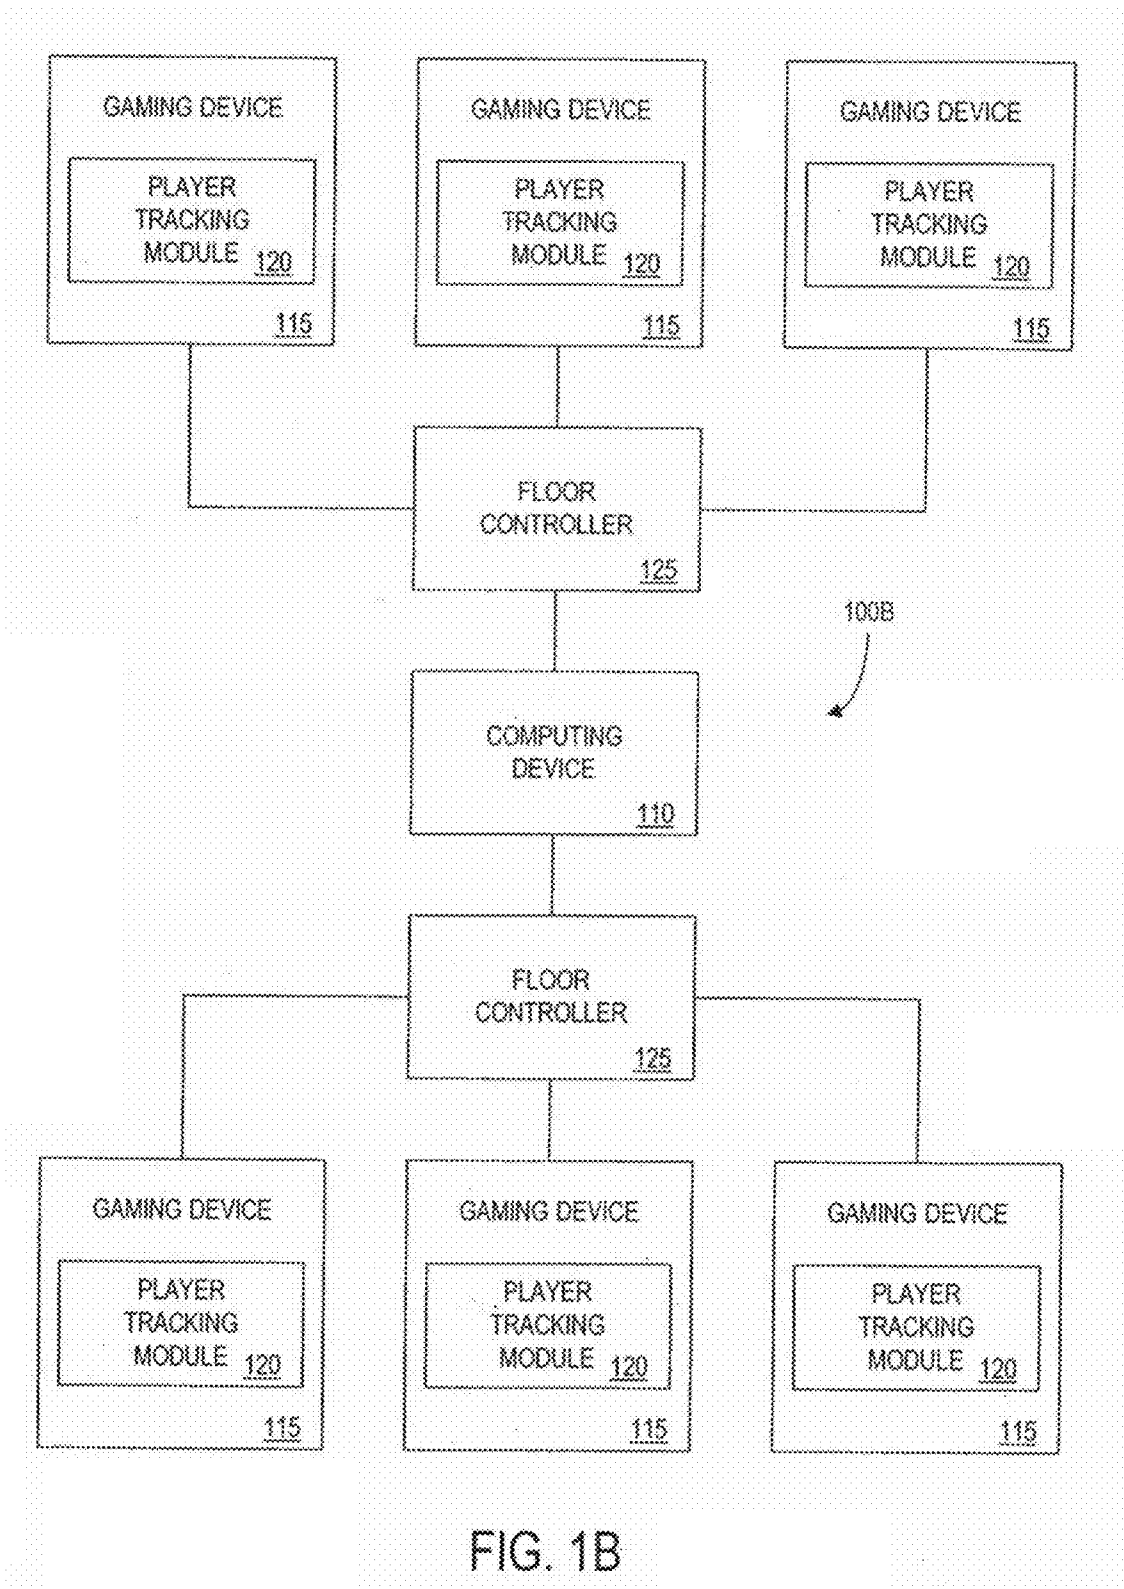 GAMING DEVICE
PLAYER
TRACKING
MODULE 120
115
GAMING DEVICE
PLAYER
TRACKING
MODULE 120
115
GAMING DEVICE
PLAYER
TRACKING
MODULE 120
115
FLOOR
CONTROLLER
125
100B
COMPUTING
DEVICE
110
FLOOR
CONTROLLER
125
GAMING DEVICE
PLAYER
TRACKING
MODULE 120
115
GAMING DEVICE
PLAYER
TRACKING
MODULE 120
115
GAMING DEVICE
PLAYER
TRACKING
MODULE 120
115
FIG. 1B